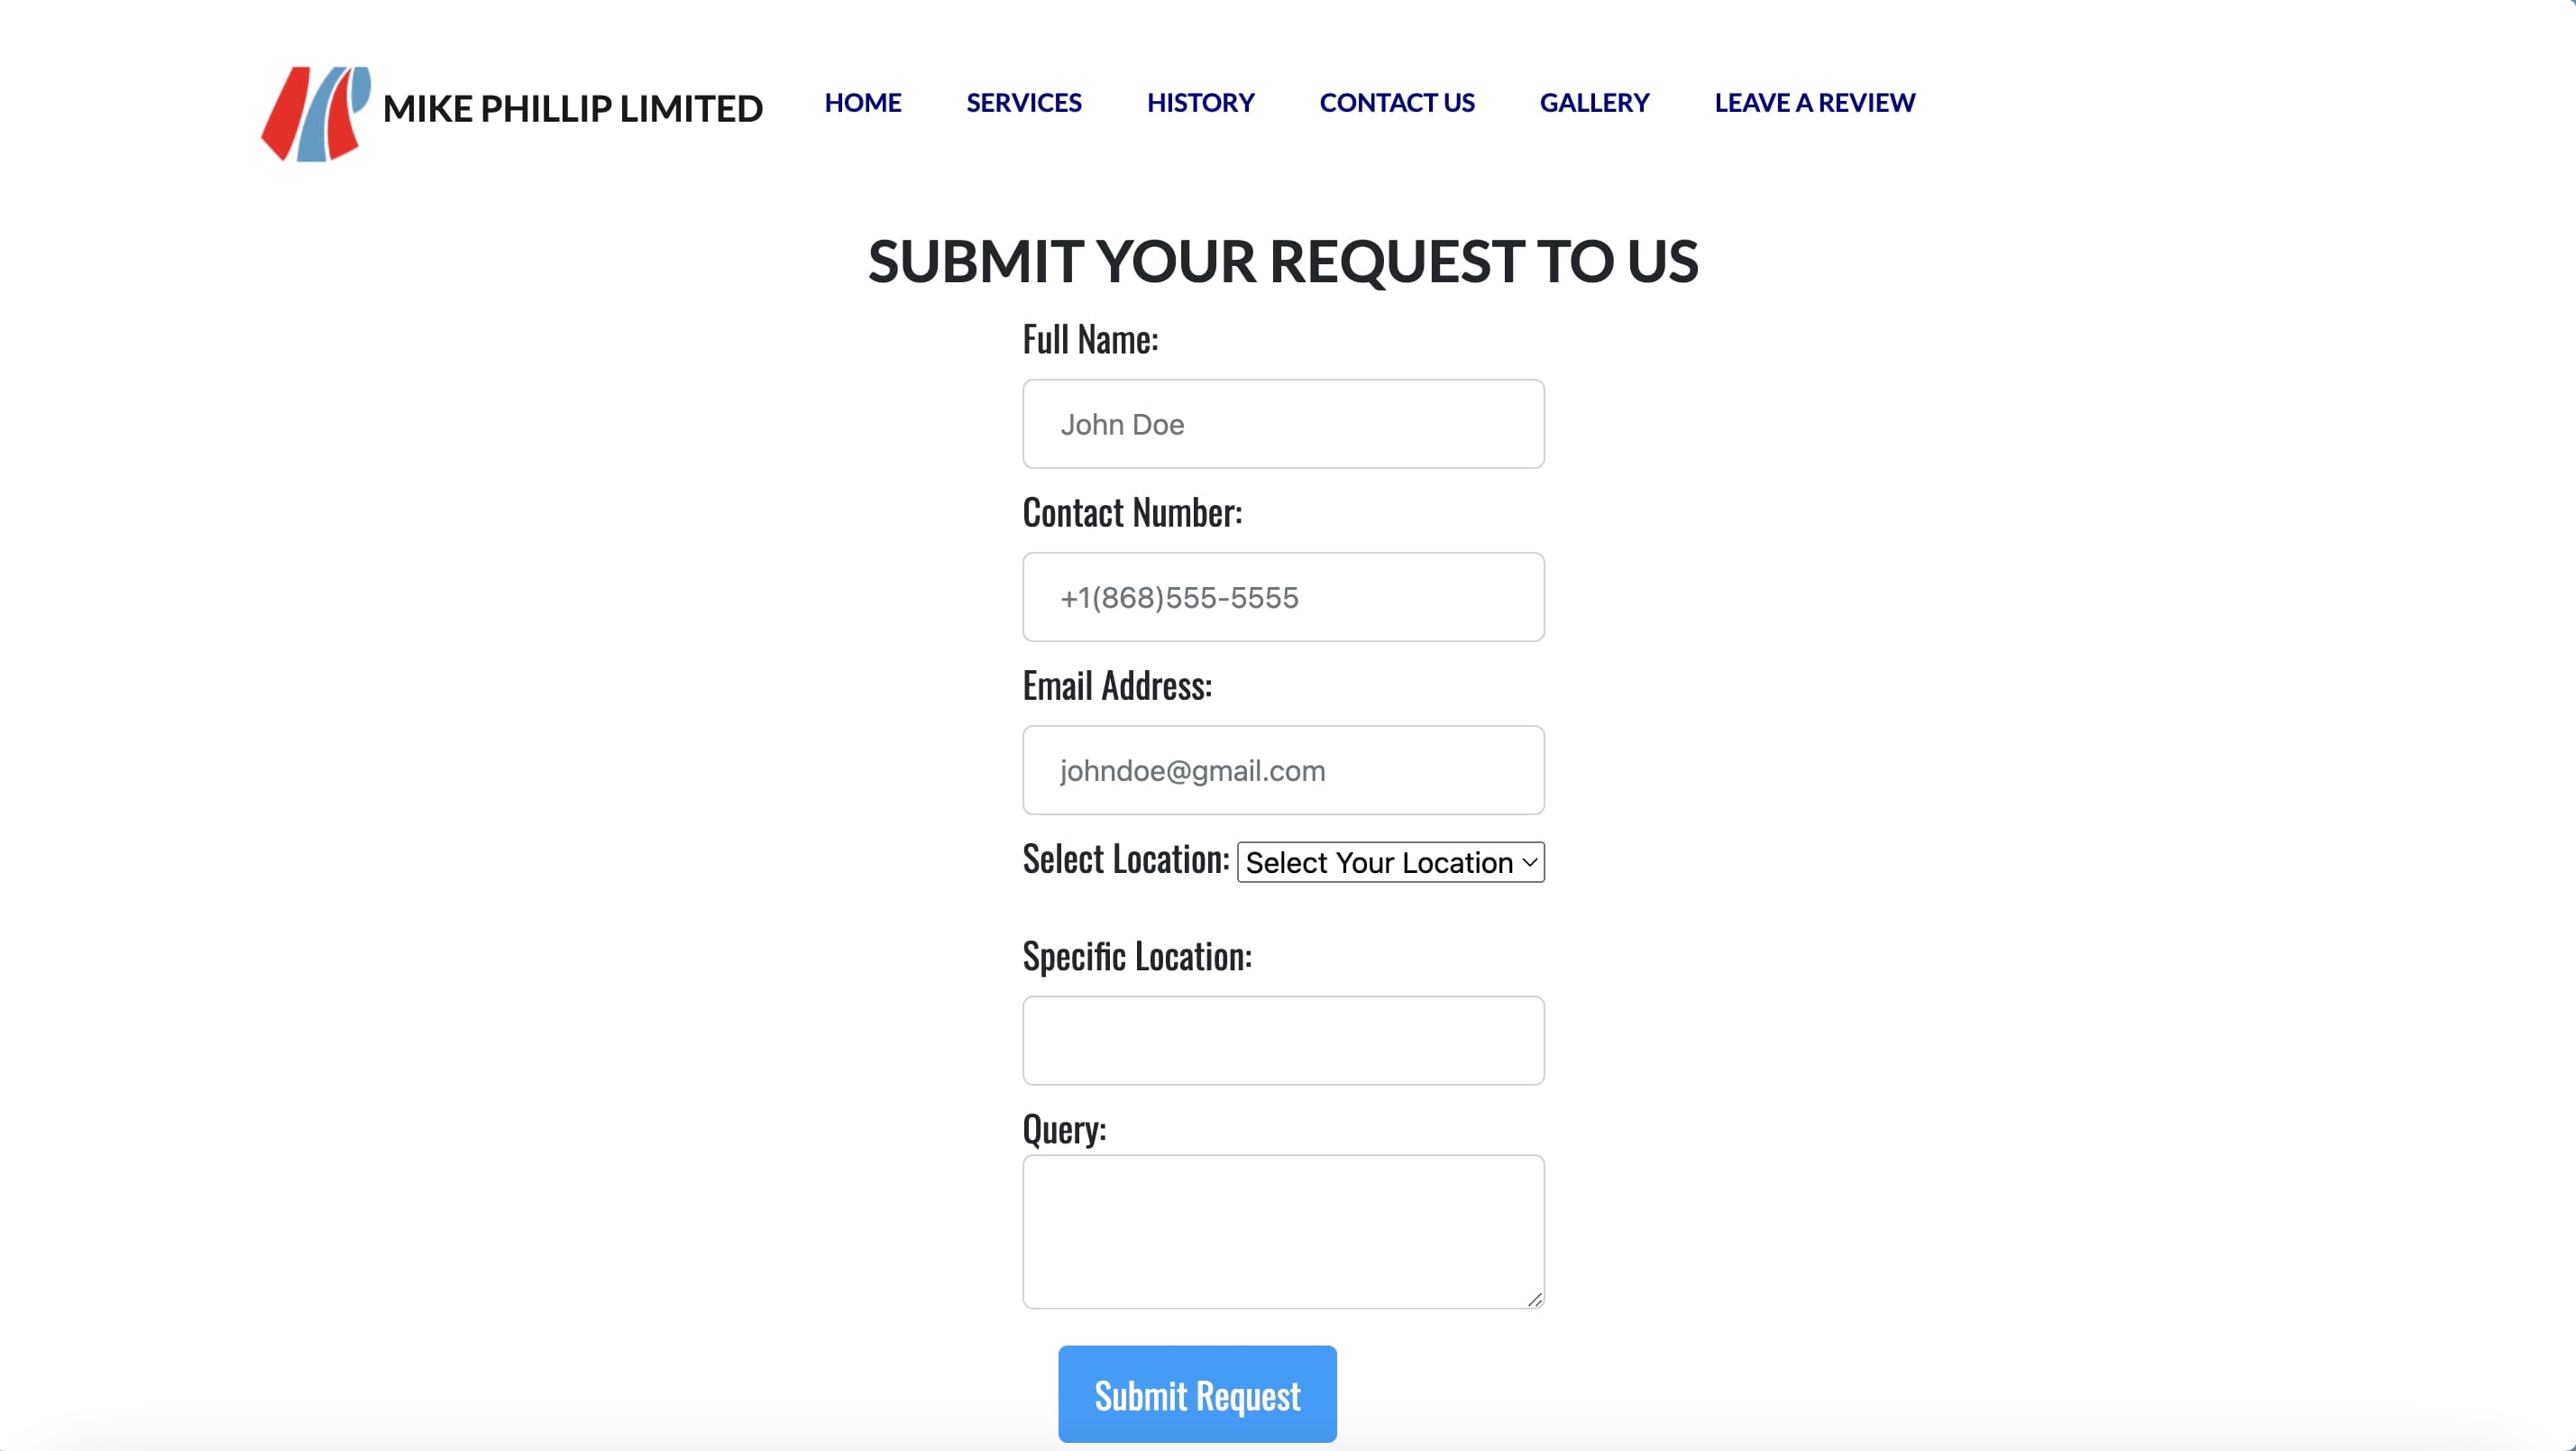 MIKE PHILLIP LIMITED
HOME SERVICES HISTORY CONTACT US GALLERY LEAVE A REVIEW
SUBMIT YOUR REQUEST TO US
Full Name:
John Doe
Contact Number:
+1(868)555-5555
Email Address:
johndoe@gmail.com
Select Location: Select Your Location
Specific Location:
Query:
Submit Request